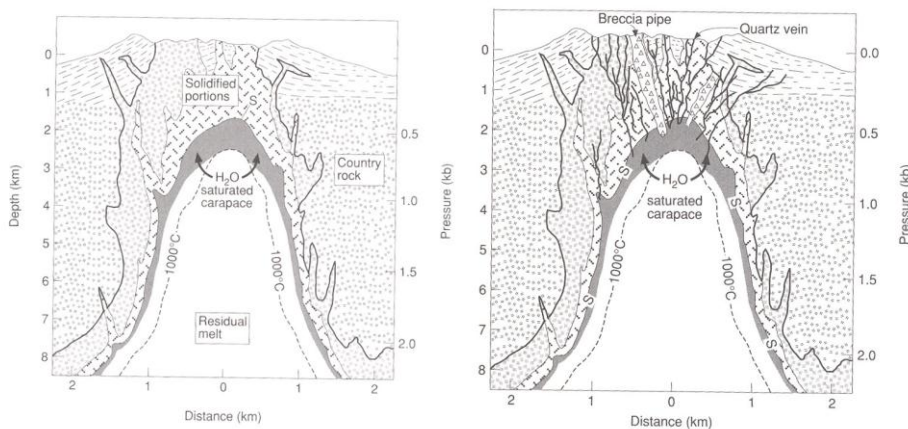 0
1
2
3
4
5
6
7
8
Depth (km)
Solidified
portions
S
H₂O
saturated
carapace
1000°C
1000°C
Residual
melt
Country
rock
0.5
1.0
1.5
2.0
Pressure (kb)
2
1
0
1
2
Distance (km)
Breccia pipe
Quartz vein
0
1
2
3
4
5
6
7
8
S
S
H₂O
saturated
carapace
1000°C
1000°C
S
S
S
0.0
0.5
1.0
1.5
2.0
Pressure (kb)
2
1
0
1
2
Distance (km)